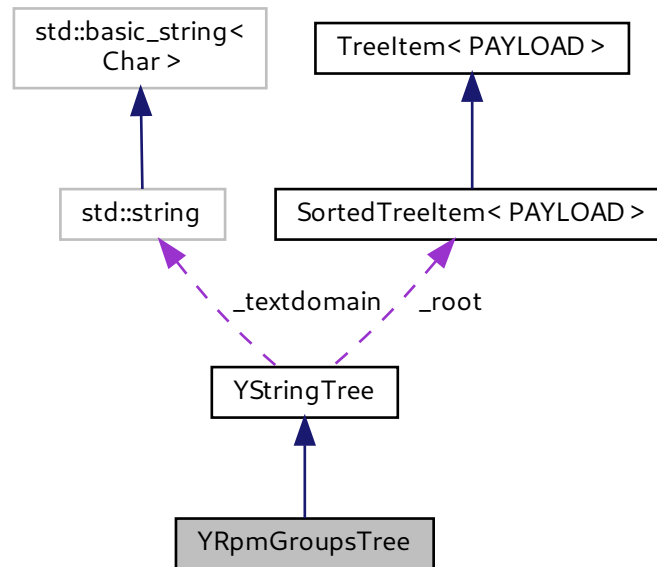 std::basic_string<
Char >
TreeItem< PAYLOAD >
std::string
SortedTreeItem< PAYLOAD >
_textdomain
_root
YStringTree
YRpmGroupsTree